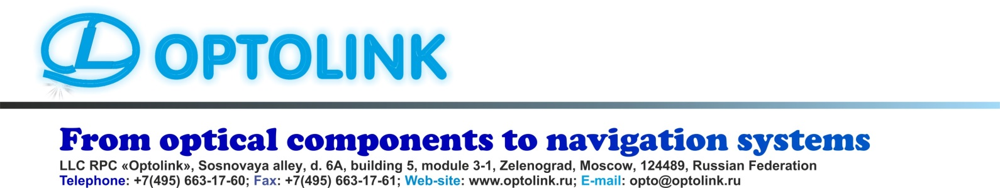 OPTOLINK
From optical components to navigation systems
LLC RPC «Optolink», Sosnovaya alley, d. 6A, building 5, module 3-1, Zelenograd, Moscow, 124489, Russian Federation
Telephone: +7(495) 663-17-60; Fax: +7(495) 663-17-61; Web-site: www.optolink.ru; E-mail: opto@optolink.ru